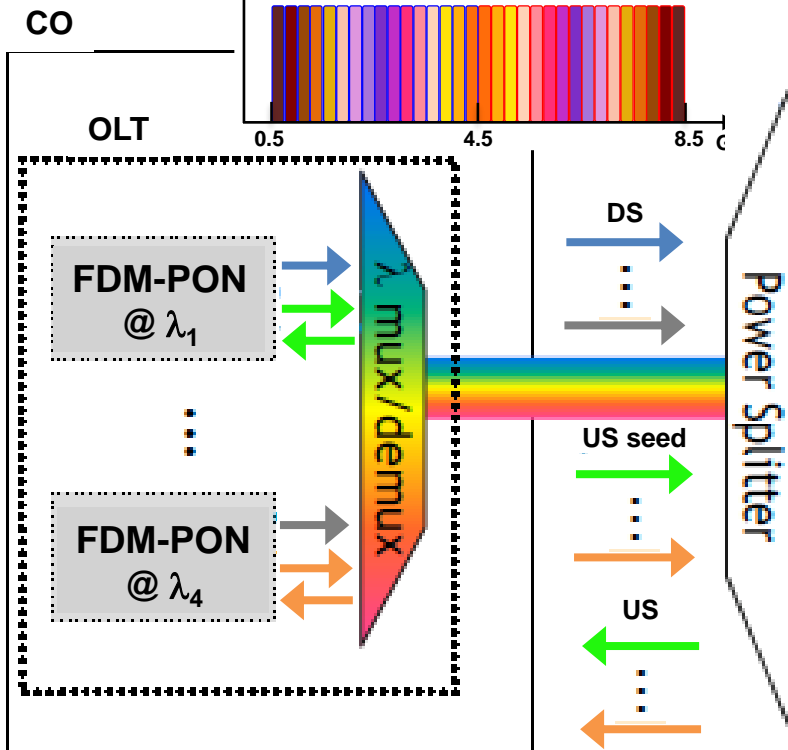 CO
0.5 4.5 8.5
OLT
DS
FDM-PON
@ λ1
λ mux/demux
Power Splitter
US seed
FDM-PON
@ λ4
US